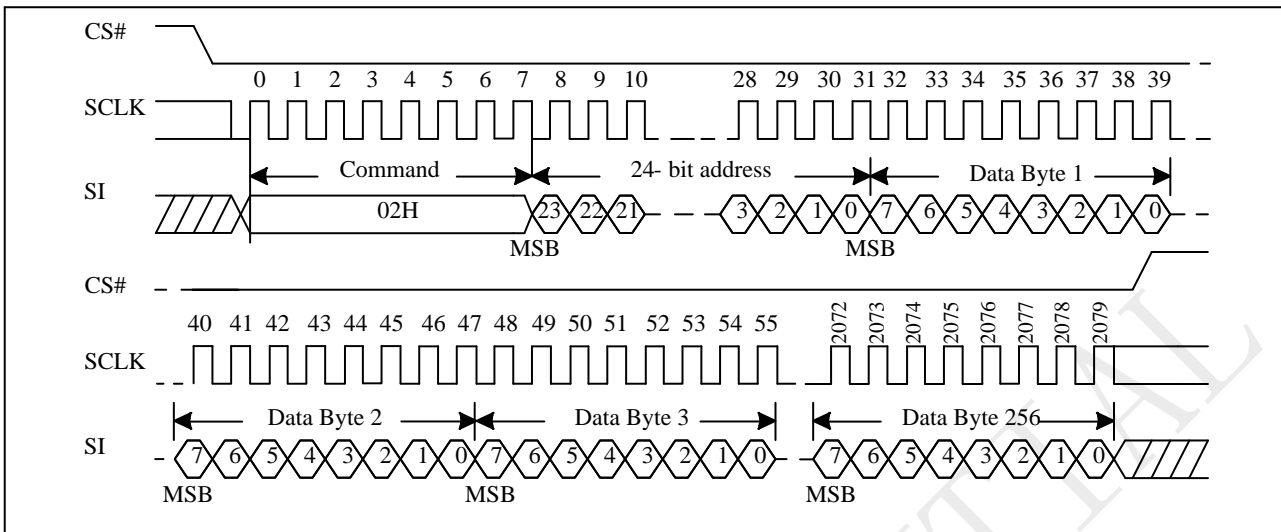 CS#
0 1 2 3 4 5 6 7 8 9 10 28 29 30 31 32 33 34 35 36 37 38 39
SCLK
Command 24- bit address Data Byte 1
SI
02H 23 22 21 3 2 1 0 7 6 5 4 3 2 1 0
MSB MSB
CS#
40 41 42 43 44 45 46 47 48 49 50 51 52 53 54 55 2072 2073 2074 2075 2076 2077 2078 2079
SCLK
Data Byte 2 Data Byte 3 Data Byte 256
SI
7 6 5 4 3 2 1 0 7 6 5 4 3 2 1 0 7 6 5 4 3 2 1 0
MSB MSB MSB
TIAL